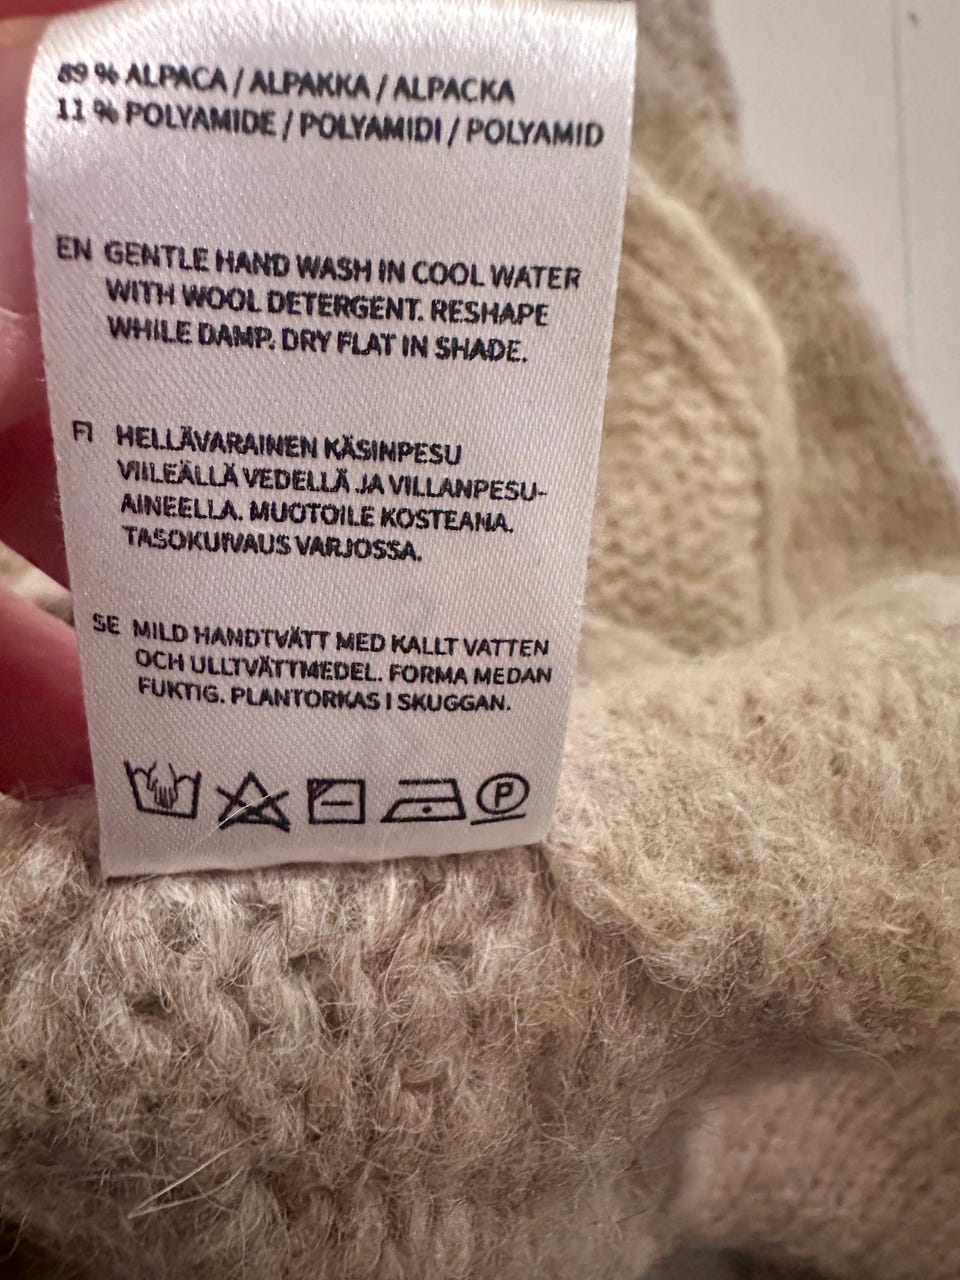 89 % ALPACA / ALPAKKA / ALPACKA
11 % POLYAMIDE / POLYAMIDI / POLYAMID
EN GENTLE HAND WASH IN COOL WATER
WITH WOOL DETERGENT. RESHAPE
WHILE DAMP. DRY FLAT IN SHADE.
FI HELLÄVARAINEN KÄSINPESU
VIILEÄLLÄ VEDELLÄ JA VILLANPESU-
AINEELLA. MUOTOILE KOSTEANA.
TASOKUIVAUS VARJOSSA.
SE MILD HANDTVÄTT MED KALLT VATTEN
OCH ULLTVÄTTMEDEL. FORMA MEDAN
FUKTIG. PLANTORKAS I SKUGGAN.
P